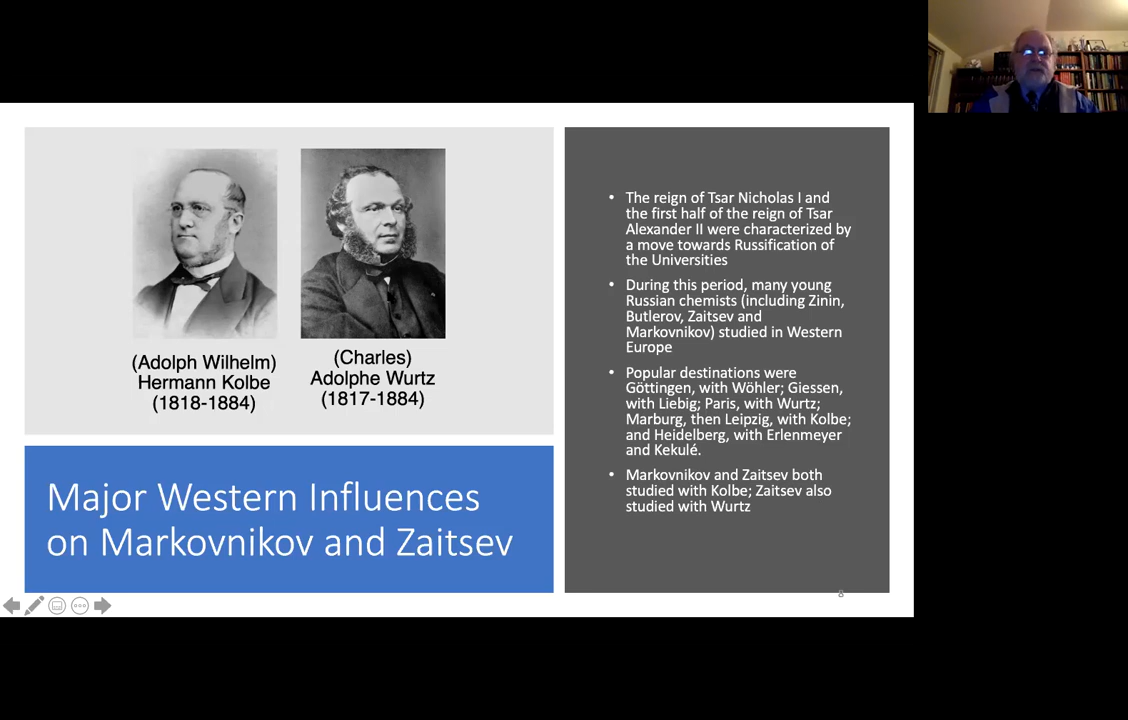 (Adolph Wilhelm)
Hermann Kolbe
(1818-1884)
(Charles)
Adolphe Wurtz
(1817-1884)
Major Western Influences
on Markovnikov and Zaitsev
• The reign of Tsar Nicholas I and
the first half of the reign of Tsar
Alexander II were characterized by
a move towards Russification of
the Universities
• During this period, many young
Russian chemists (including Zinin,
Butlerov, Zaitsev and
Markovnikov) studied in Western
Europe
• Popular destinations were
Göttingen, with Wöhler; Giessen,
with Liebig; Paris, with Wurtz;
Marburg, then Leipzig, with Kolbe;
and Heidelberg, with Erlenmeyer
and Kekulé.
• Markovnikov and Zaitsev both
studied with Kolbe; Zaitsev also
studied with Wurtz
8